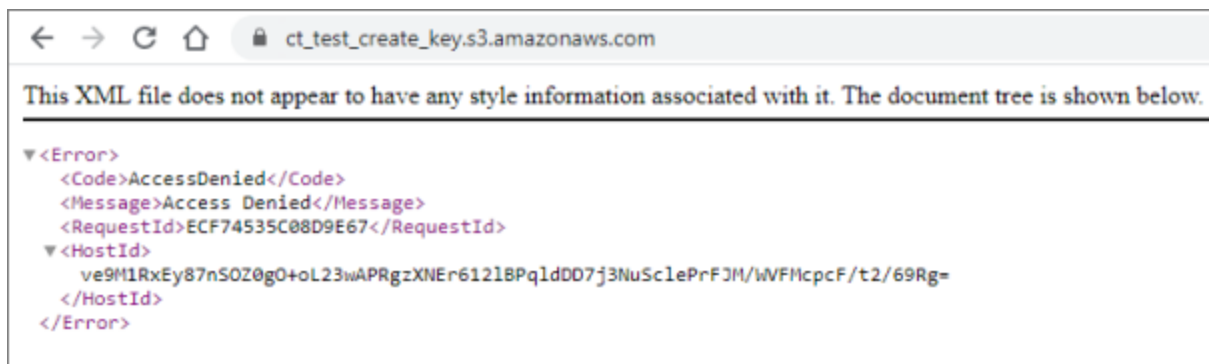 ct_test_create_key.s3.amazonaws.com
This XML file does not appear to have any style information associated with it. The document tree is shown below.
▼<Error>
<Code>AccessDenied</Code>
<Message>Access Denied</Message>
<RequestId>ECF74535C08D9E67</RequestId>
▼<HostId>
ve9M1RxEy87nSOZ0gO+oL23wAPRgzXNEr612lBPqldDD7j3NuSclePrFJM/WVFMcpcF/t2/69Rg=
</HostId>
</Error>